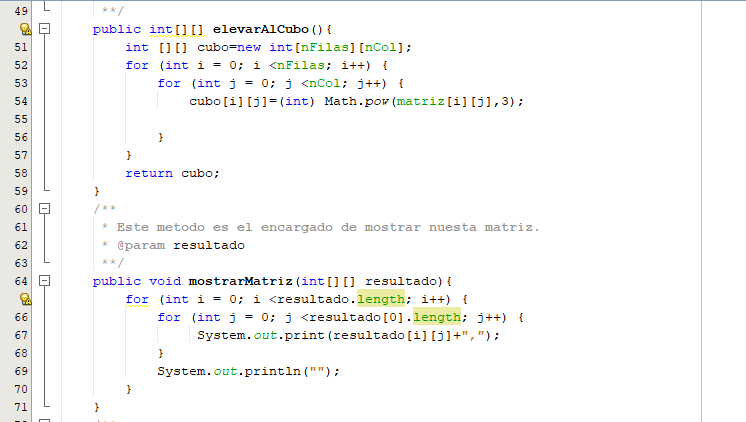 49 **/
public int[][] elevarAlCubo(){
51 int [][] cubo=new int[nFilas][nCol];
52 for (int i = 0; i <nFilas; i++) {
53 for (int j = 0; j <nCol; j++) {
54 cubo[i][j]=(int) Math.pow(matriz[i][j],3);
55
56 }
57 }
58 return cubo;
59 }
60 /**
61 * Este metodo es el encargado de mostrar nuesta matriz.
62 * @param resultado
63 **/
64 public void mostrarMatriz(int[][] resultado){
for (int i = 0; i <resultado.length; i++) {
66 for (int j = 0; j <resultado[0].length; j++) {
67 System.out.print(resultado[i][j]+",");
68 }
69 System.out.println("");
70 }
71 }